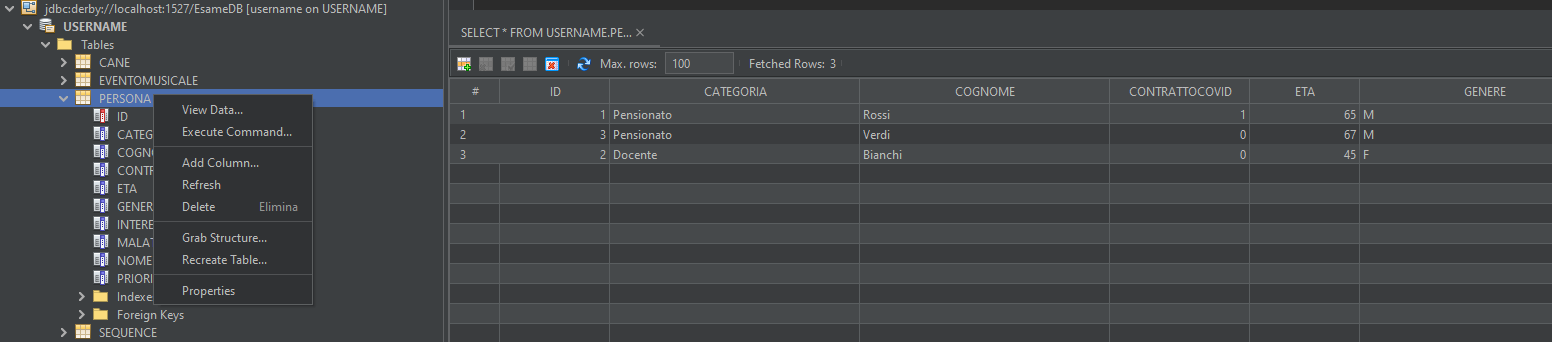 jdbc:derby://localhost:1527/EsameDB [username on USERNAME]
USERNAME
Tables
CANE
EVENTOMUSICALE
PERSONA
ID
CATEG
COGNO
CONTR
ETA
GENER
INTERE
MALAT
NOME
PRIORI
Indexe
Foreign Keys
SEQUENCE
View Data...
Execute Command...
Add Column...
Refresh
Delete Elimina
Grab Structure...
Recreate Table...
Properties
SELECT * FROM USERNAME.PE... ×
Max. rows: 100 Fetched Rows: 3
# ID CATEGORIA COGNOME CONTRATTOCOVID ETA GENERE
1 1 Pensionato Rossi 1 65 M
2 3 Pensionato Verdi 0 67 M
3 2 Docente Bianchi 0 45 F